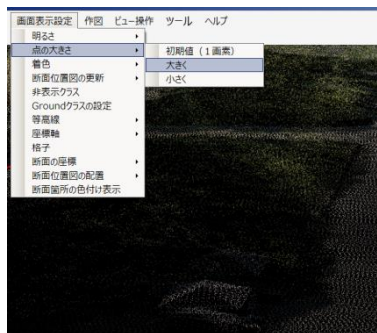 画面表示設定 作図 ビュー操作 ツール ヘルプ
明るさ
点の大きさ
着色
断面位置図の更新
非表示クラス
Groundクラスの設定
等高線
座標軸
格子
断面の座標
断面位置図の配置
断面箇所の色付け表示
初期値（１画素）
大きく
小さく